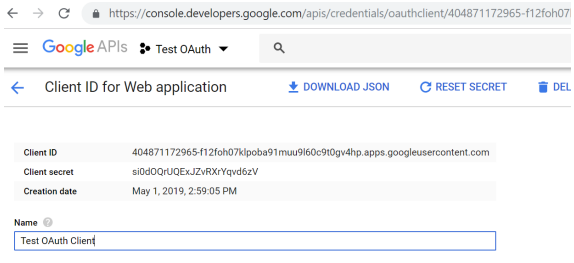 https://console.developers.google.com/apis/credentials/oauthclient/404871172965-f12foh07
Google APIs Test OAuth
Client ID for Web application DOWNLOAD JSON RESET SECRET DEL
Client ID 404871172965-f12foh07klpoba91muu9l60c9t0gv4hp.apps.googleusercontent.com
Client secret si0dOQrUQExJZvRXrYqvd6zV
Creation date May 1, 2019, 2:59:05 PM
Name ?
Test OAuth Client